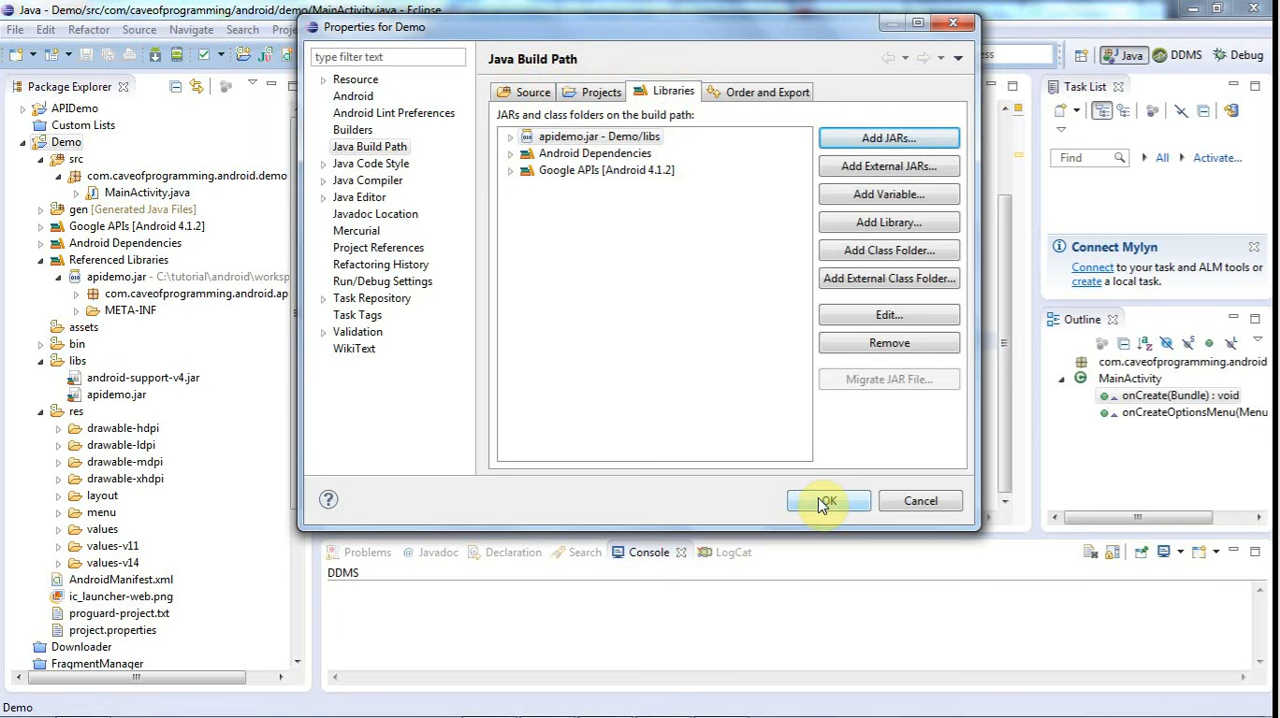 Java - Demo/src/com/caveofprogramming/android/demo/MainActivity.java - Eclipse
File Edit Refactor Source Navigate Search
Package Explorer
APIDemo
Custom Lists
Demo
src
com.caveofprogramming.android.demo
MainActivity.java
gen [Generated Java Files]
Google APIs [Android 4.1.2]
Android Dependencies
Referenced Libraries
apidemo.jar - C:\tutorial\android\worksp
com.caveofprogramming.android.ap
META-INF
assets
bin
libs
android-support-v4.jar
apidemo.jar
res
drawable-hdpi
drawable-ldpi
drawable-mdpi
drawable-xhdpi
layout
menu
values
values-v11
values-v14
AndroidManifest.xml
ic_launcher-web.png
proguard-project.txt
project.properties
Downloader
FragmentManager
Demo
Properties for Demo
type filter text
Resource
Android
Android Lint Preferences
Builders
Java Build Path
Java Code Style
Java Compiler
Java Editor
Javadoc Location
Mercurial
Project References
Refactoring History
Run/Debug Settings
Task Repository
Task Tags
Validation
WikiText
Java Build Path
Source Projects Libraries Order and Export
JARs and class folders on the build path:
apidemo.jar - Demo/libs
Android Dependencies
Google APIs [Android 4.1.2]
Add JARs...
Add External JARs...
Add Variable...
Add Library...
Add Class Folder...
Add External Class Folder...
Edit...
Remove
Migrate JAR File...
OK Cancel
Java DDMS Debug
Task List
Find All Activate...
Connect Mylyn
Connect to your task and ALM tools or
create a local task.
Outline
com.caveofprogramming.android
MainActivity
onCreate(Bundle) : void
onCreateOptionsMenu(Menu
Problems Javadoc Declaration Search Console LogCat
DDMS